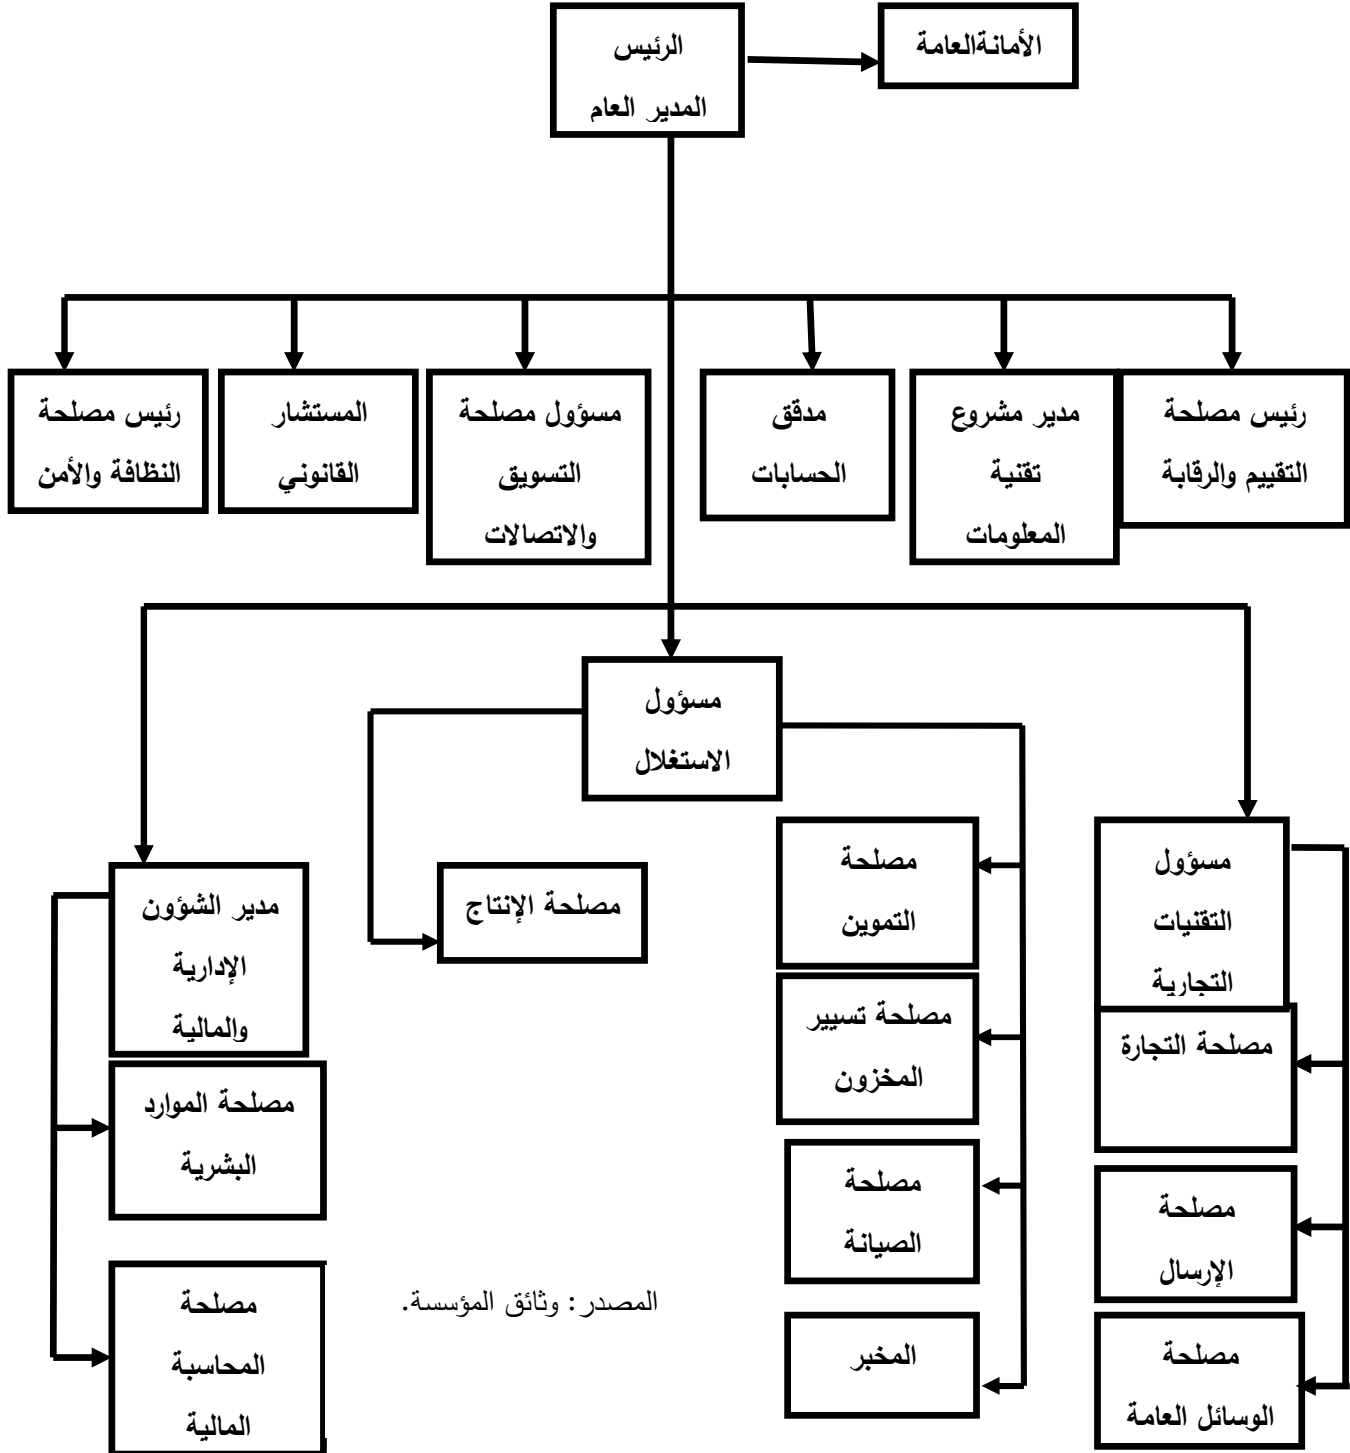 الرئيس
المدير العام
الأمانةالعامة
رئيس مصلحة
التقييم والرقابة
مدير مشروع
تقنية
المعلومات
مدقق
الحسابات
مسؤول مصلحة
التسويق
والاتصالات
المستشار
القانوني
رئيس مصلحة
النظافة والأمن
مسؤول
الاستغلال
مسؤول
التقنيات
التجارية
مصلحة التجارة
مصلحة
الإرسال
مصلحة
الوسائل العامة
مصلحة
التموين
مصلحة تسيير
المخزون
مصلحة
الصيانة
المخبر
مصلحة الإنتاج
مدير الشؤون
الإدارية
والمالية
مصلحة الموارد
البشرية
مصلحة
المحاسبة
المالية
المصدر: وثائق المؤسسة.